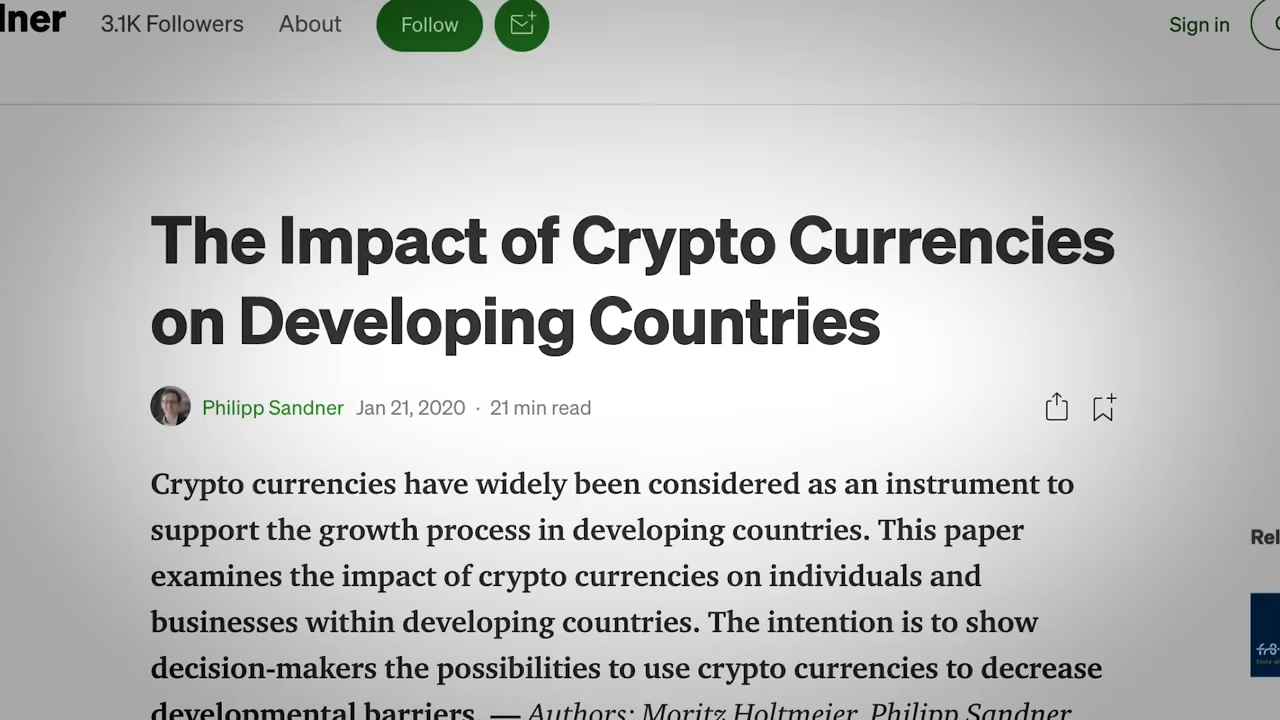 3.1K Followers About Follow Sign in
The Impact of Crypto Currencies
on Developing Countries
Philipp Sandner Jan 21, 2020 · 21 min read
Crypto currencies have widely been considered as an instrument to
support the growth process in developing countries. This paper
examines the impact of crypto currencies on individuals and
businesses within developing countries. The intention is to show
decision-makers the possibilities to use crypto currencies to decrease
developmental barriers. — Authors: Moritz Holtmeier, Philipp Sandner